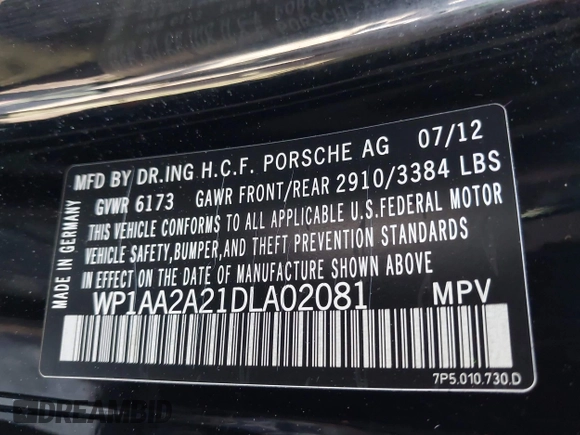 MFD BY DR.ING H.C.F. PORSCHE AG 07/12
GVWR 6173 GAWR FRONT/REAR 2910/3384 LBS
THIS VEHICLE CONFORMS TO ALL APPLICABLE U.S.FEDERAL MOTOR
VEHICLE SAFETY,BUMPER,AND THEFT PREVENTION STANDARDS
IN EFFECT ON THE DATE OF MANUFACTURE SHOWN ABOVE
WP1AA2A21DLA02081 MPV
7P5.010.730.D
MADE IN GERMANY
DREAMBID